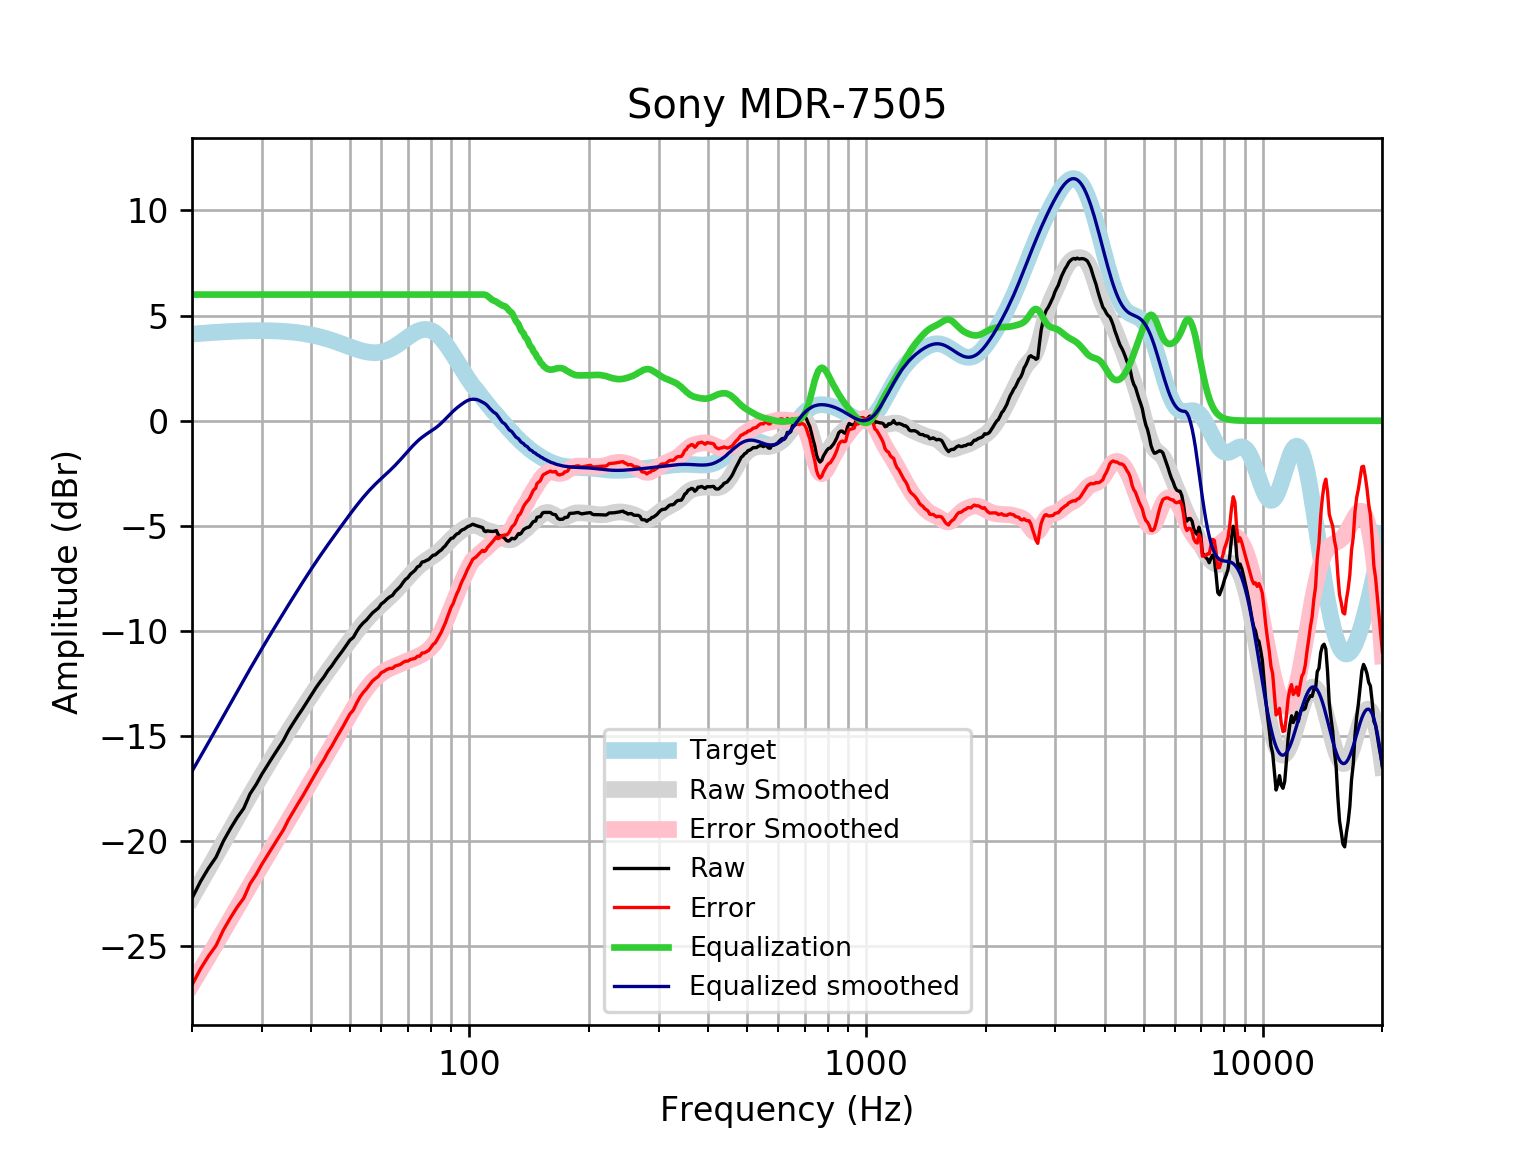 Sony MDR-7505
10
5
0
−5
−10
−15
−20
−25
Amplitude (dBr)
Target
Raw Smoothed
Error Smoothed
Raw
Error
Equalization
Equalized smoothed
100 1000 10000
Frequency (Hz)